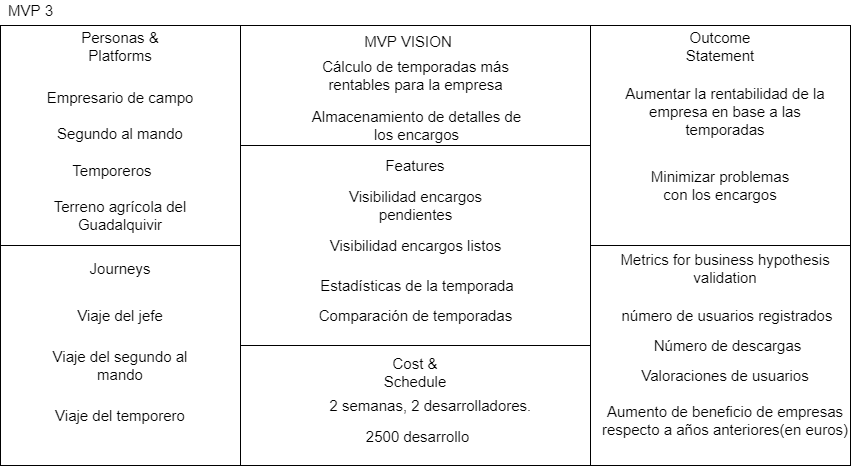 MVP 3
Personas &
Platforms
Empresario de campo
Segundo al mando
Temporeros
Terreno agrícola del
Guadalquivir
MVP VISION
Cálculo de temporadas más
rentables para la empresa
Almacenamiento de detalles de
los encargos
Outcome
Statement
Aumentar la rentabilidad de la
empresa en base a las
temporadas
Minimizar problemas
con los encargos
Features
Visibilidad encargos
pendientes
Visibilidad encargos listos
Estadísticas de la temporada
Comparación de temporadas
Journeys
Viaje del jefe
Viaje del segundo al
mando
Viaje del temporero
Cost &
Schedule
2 semanas, 2 desarrolladores.
2500 desarrollo
Metrics for business hypothesis
validation
número de usuarios registrados
Número de descargas
Valoraciones de usuarios
Aumento de beneficio de empresas
respecto a años anteriores(en euros)